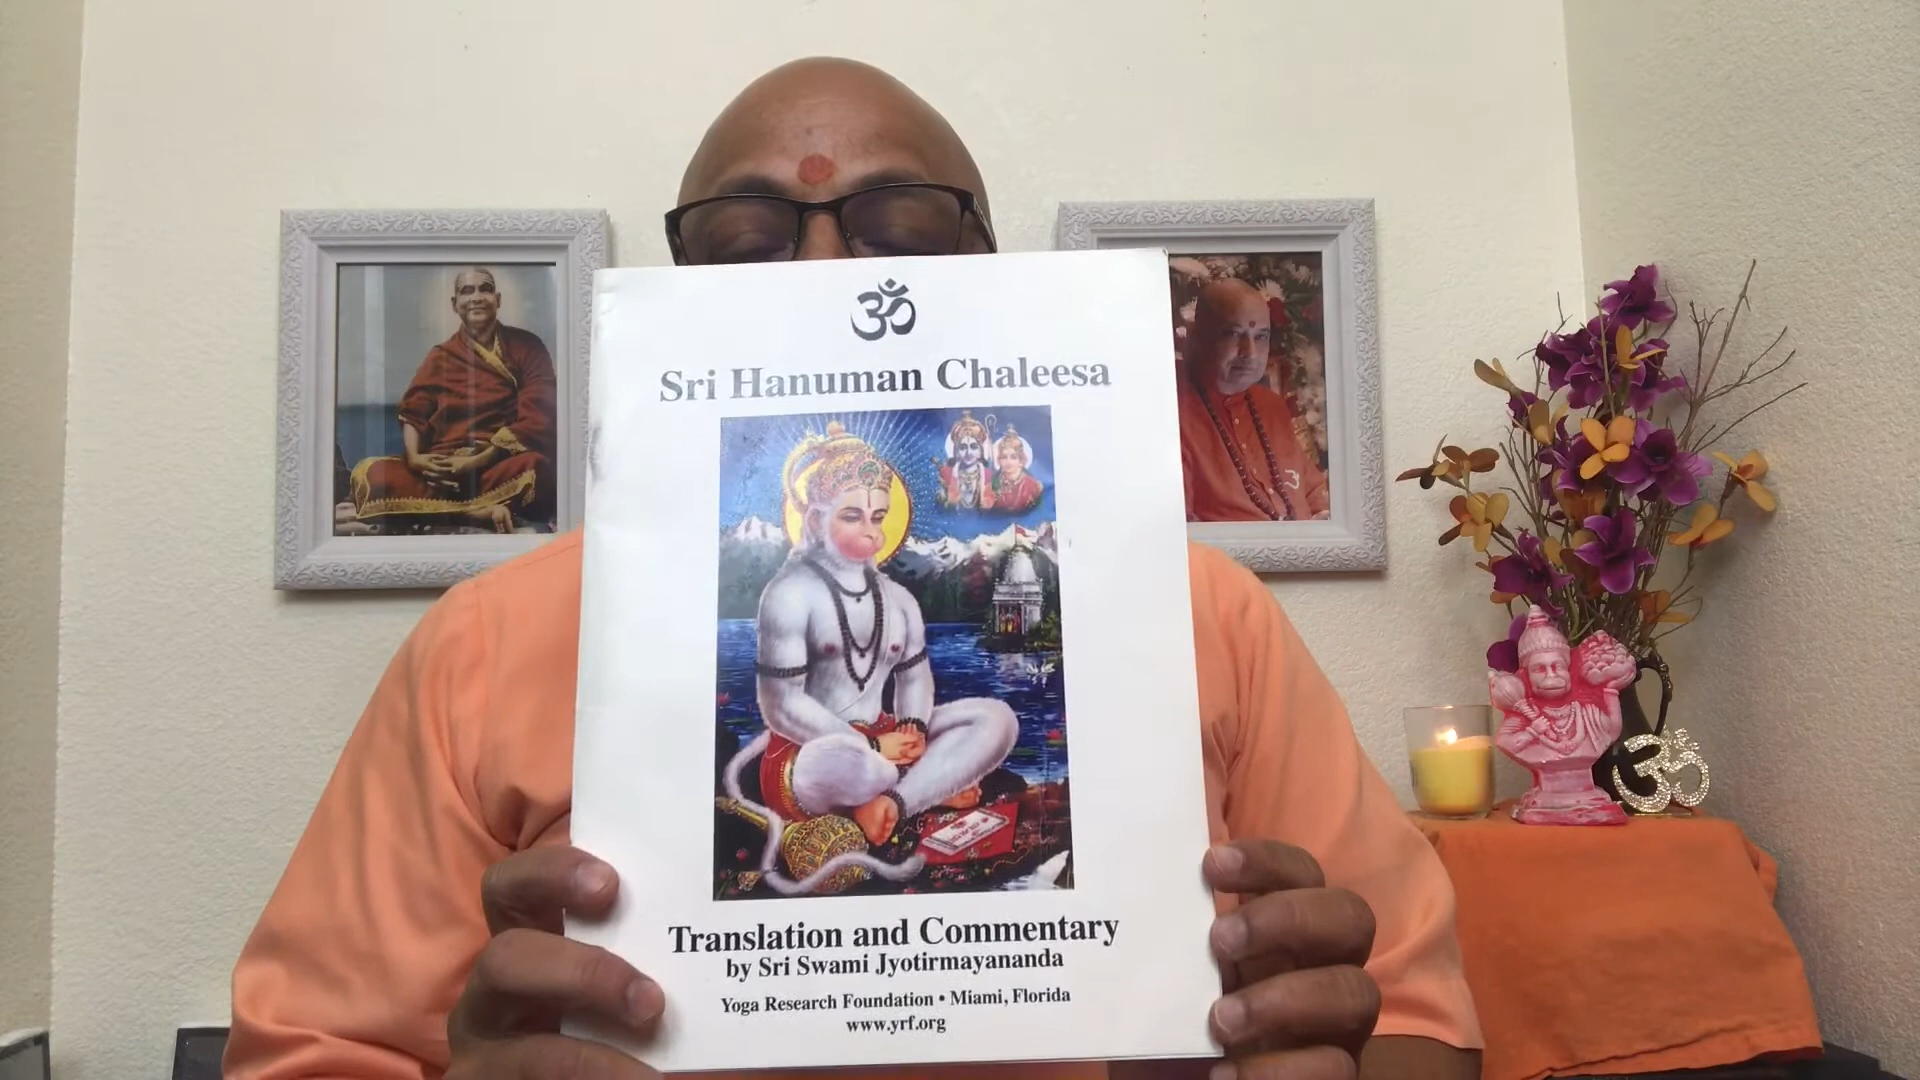 ॐ
Sri Hanuman Chaleesa
Translation and Commentary
by Sri Swami Jyotirmayananda
Yoga Research Foundation • Miami, Florida
www.yrf.org
ॐ